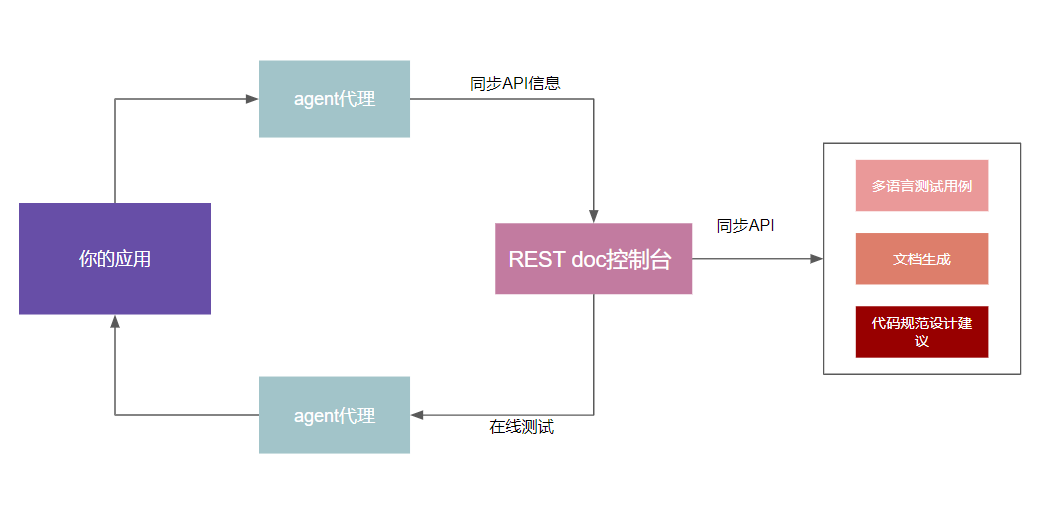 agent代理
同步API信息
你的应用
REST doc控制台
同步API
多语言测试用例
文档生成
代码规范设计建
议
agent代理
在线测试